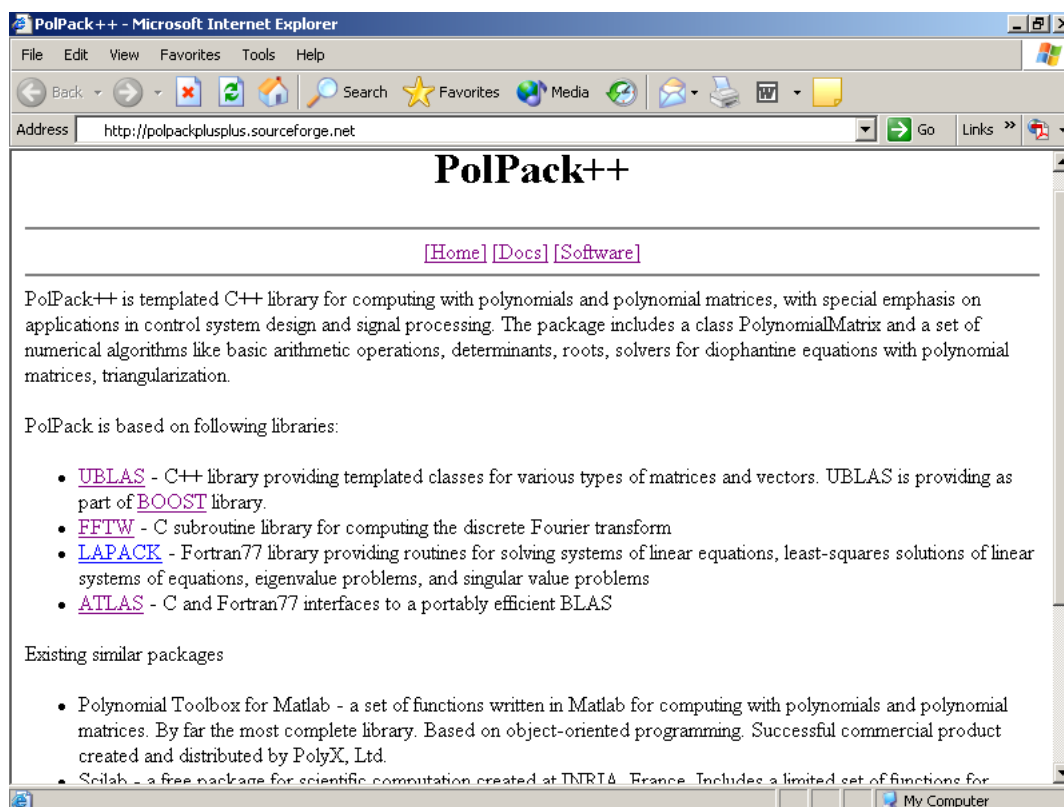 PolPack++ - Microsoft Internet Explorer
File Edit View Favorites Tools Help
Back Search Favorites Media
Address http://polpackplusplus.sourceforge.net Go Links »
PolPack++
[Home] [Docs] [Software]
PolPack++ is templated C++ library for computing with polynomials and polynomial matrices, with special emphasis on
applications in control system design and signal processing. The package includes a class PolynomialMatrix and a set of
numerical algorithms like basic arithmetic operations, determinants, roots, solvers for diophantine equations with polynomial
matrices, triangularization.
PolPack is based on following libraries:
• UBLAS - C++ library providing templated classes for various types of matrices and vectors. UBLAS is providing as
part of BOOST library.
• FFTW - C subroutine library for computing the discrete Fourier transform
• LAPACK - Fortran77 library providing routines for solving systems of linear equations, least-squares solutions of linear
systems of equations, eigenvalue problems, and singular value problems
• ATLAS - C and Fortran77 interfaces to a portably efficient BLAS
Existing similar packages
• Polynomial Toolbox for Matlab - a set of functions written in Matlab for computing with polynomials and polynomial
matrices. By far the most complete library. Based on object-oriented programming. Successful commercial product
created and distributed by PolyX, Ltd.
• Scilab - a free package for scientific computation created at INRIA, France. Includes a limited set of functions for
My Computer